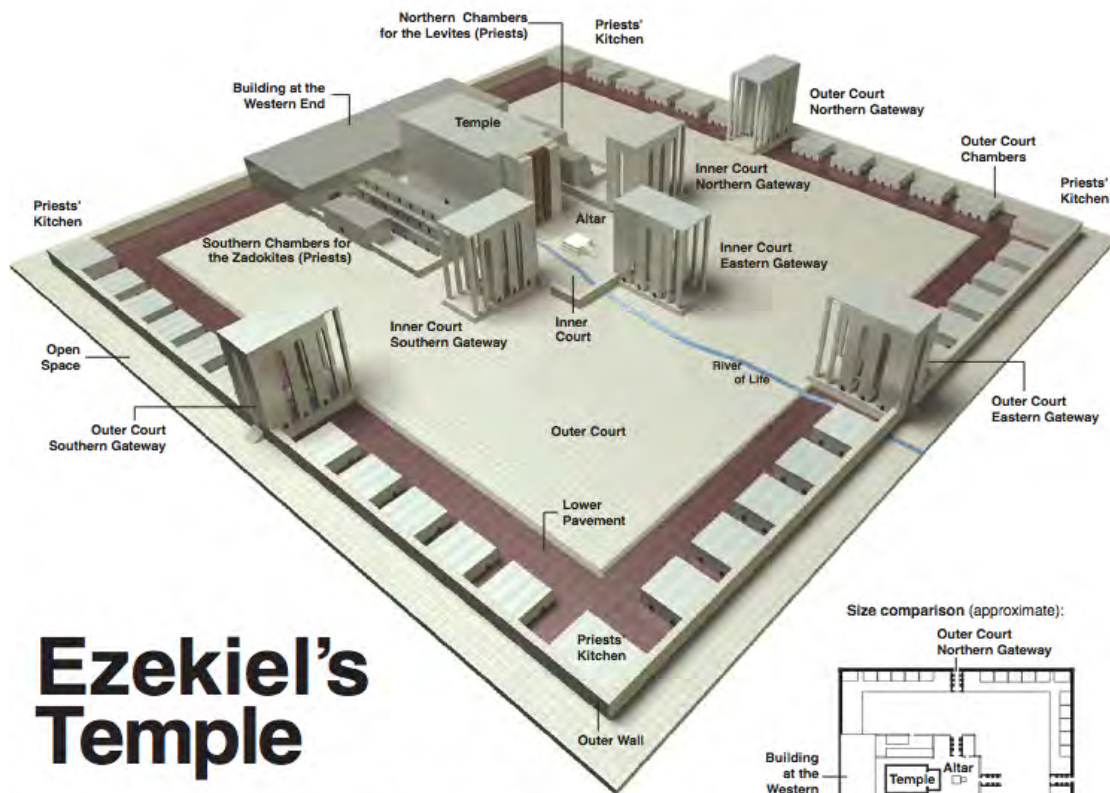 Northern Chambers
for the Levites (Priests)
Priests'
Kitchen
Building at the
Western End
Temple
Outer Court
Northern Gateway
Inner Court
Northern Gateway
Outer Court
Chambers
Priests'
Kitchen
Priests'
Kitchen
Altar
Southern Chambers for
the Zadokites (Priests)
Inner Court
Eastern Gateway
Inner Court
Southern Gateway
Inner
Court
Open
Space
River
of Life
Outer Court
Southern Gateway
Outer Court
Outer Court
Eastern Gateway
Lower
Pavement
Priests'
Kitchen
Outer Wall
Ezekiel's
Temple
Size comparison (approximate):
Outer Court
Northern Gateway
Building
at the
Western
Temple
Altar